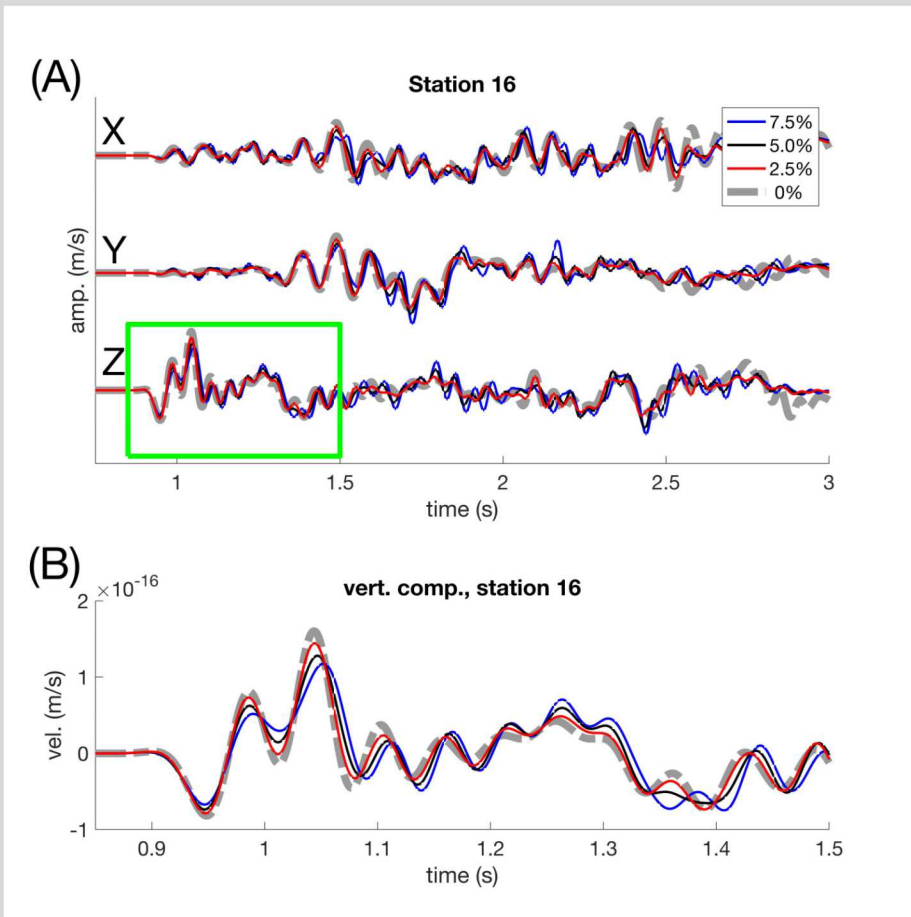 (A)
Station 16
X
Y
Z
amp. (m/s)
7.5%
5.0%
2.5%
0%
1 1.5 2 2.5 3
time (s)
(B)
×10⁻¹⁶
vert. comp., station 16
2
1
0
-1
vel. (m/s)
0.9 1 1.1 1.2 1.3 1.4 1.5
time (s)